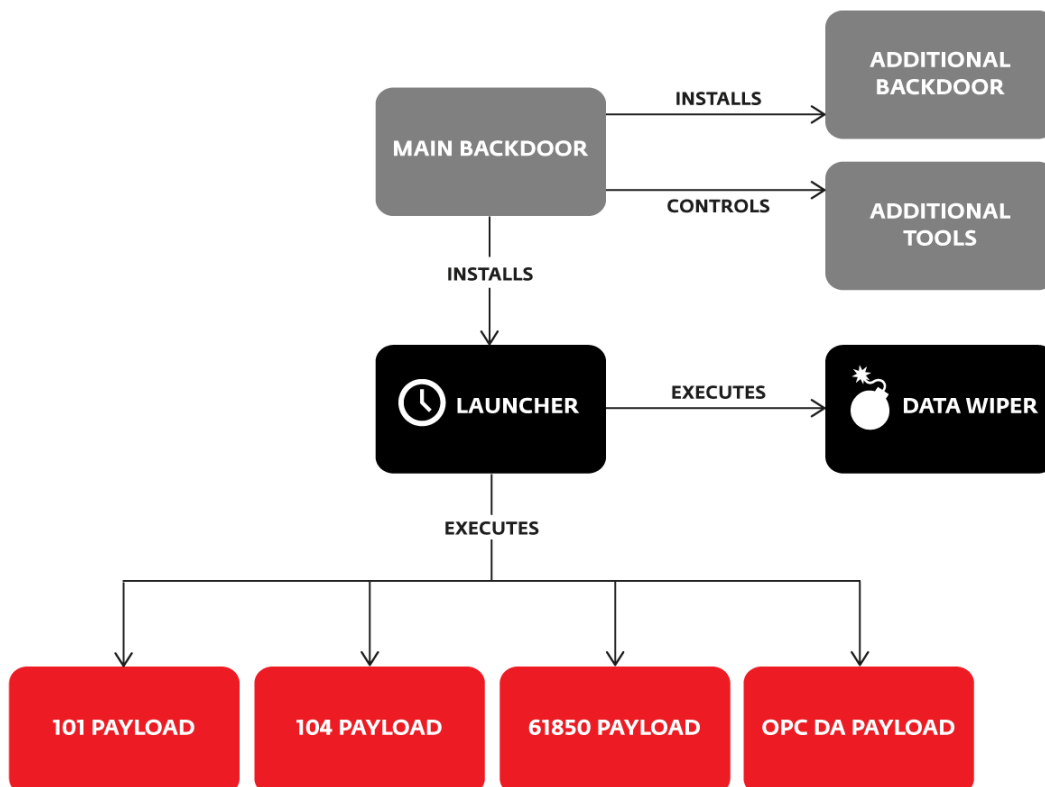 ADDITIONAL
BACKDOOR
INSTALLS
MAIN BACKDOOR
CONTROLS
ADDITIONAL
TOOLS
INSTALLS
LAUNCHER
EXECUTES
DATA WIPER
EXECUTES
101 PAYLOAD
104 PAYLOAD
61850 PAYLOAD
OPC DA PAYLOAD